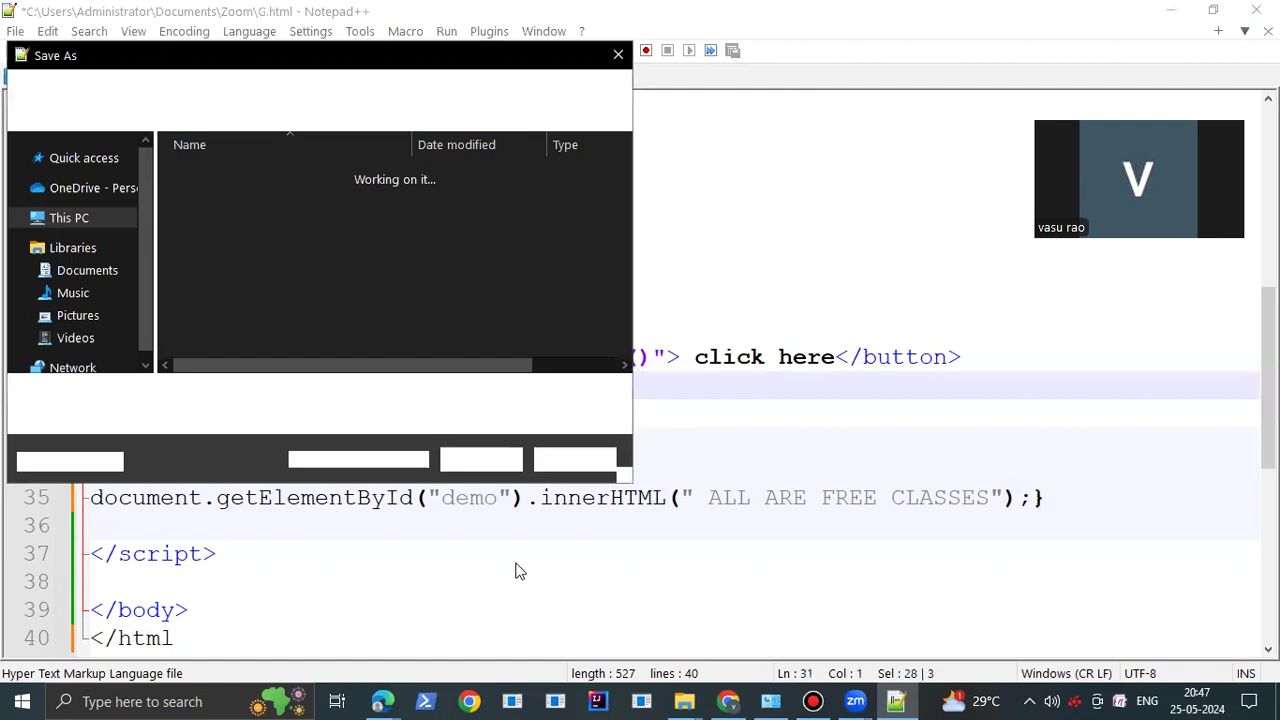 *C:\Users\Administrator\Documents\Zoom\G.html - Notepad++
File Edit Search View Encoding Language Settings Tools Macro Run Plugins Window ?
Save As
Name Date modified Type
Working on it...
Quick access
OneDrive - Pers
This PC
Libraries
Documents
Music
Pictures
Videos
Network
V
vasu rao
()"> click here</button>
35 document.getElementById("demo").innerHTML(" ALL ARE FREE CLASSES");}
36
37 </script>
38
39 </body>
40 </html
Hyper Text Markup Language file length : 527 lines : 40 Ln : 31 Col : 1 Sel : 28 | 3 Windows (CR LF) UTF-8 INS
Type here to search 29°C ENG 20:47
25-05-2024